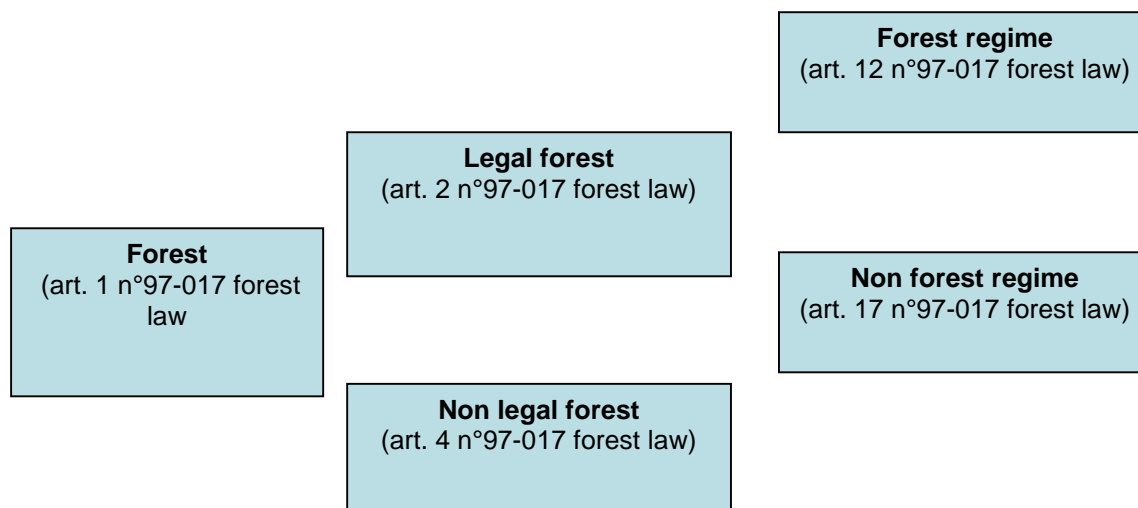 Forest
(art. 1 n°97-017 forest
law
Legal forest
(art. 2 n°97-017 forest law)
Non legal forest
(art. 4 n°97-017 forest law)
Forest regime
(art. 12 n°97-017 forest law)
Non forest regime
(art. 17 n°97-017 forest law)